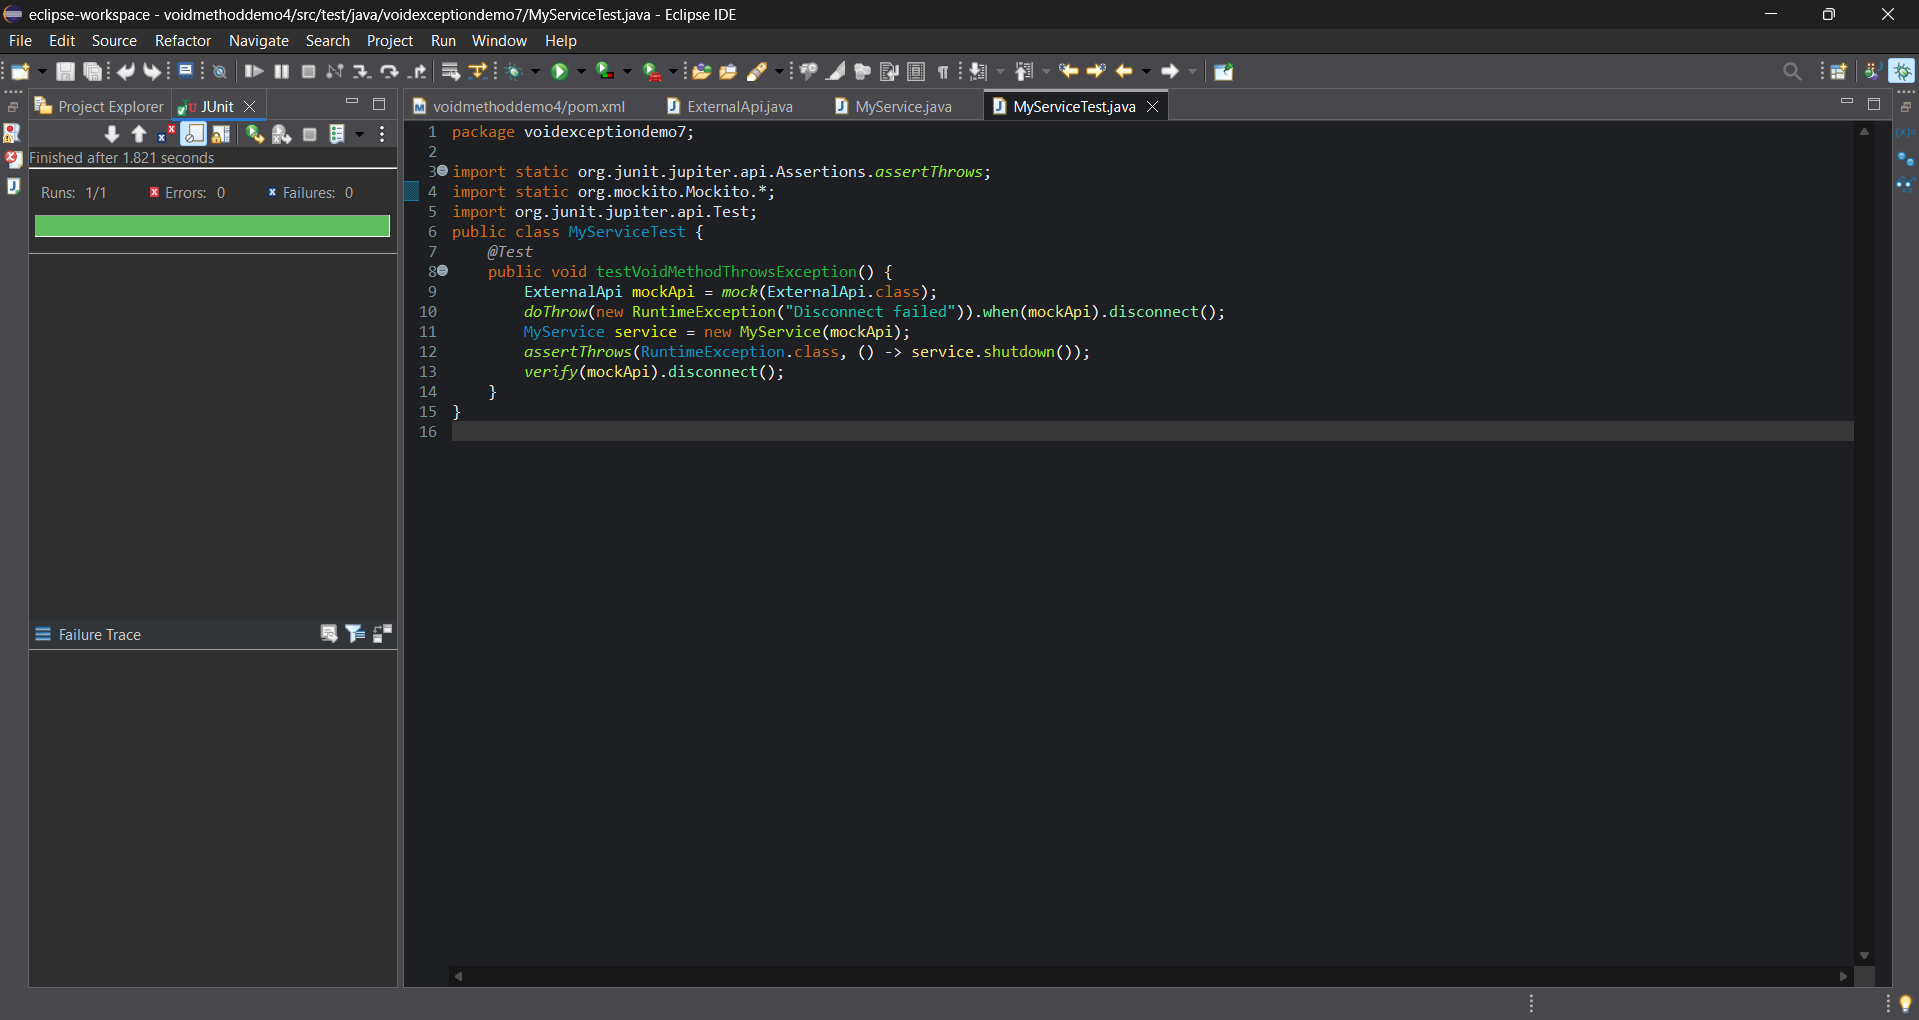 eclipse-workspace - voidmethoddemo4/src/test/java/voidexceptiondemo7/MyServiceTest.java - Eclipse IDE
File Edit Source Refactor Navigate Search Project Run Window Help
Project Explorer JUnit
Finished after 1.821 seconds
Runs: 1/1 Errors: 0 Failures: 0
Failure Trace
voidmethoddemo4/pom.xml ExternalApi.java MyService.java MyServiceTest.java
1 package voidexceptiondemo7;
2
3 import static org.junit.jupiter.api.Assertions.assertThrows;
4 import static org.mockito.Mockito.*;
5 import org.junit.jupiter.api.Test;
6 public class MyServiceTest {
7     @Test
8     public void testVoidMethodThrowsException() {
9         ExternalApi mockApi = mock(ExternalApi.class);
10         doThrow(new RuntimeException("Disconnect failed")).when(mockApi).disconnect();
11         MyService service = new MyService(mockApi);
12         assertThrows(RuntimeException.class, () -> service.shutdown());
13         verify(mockApi).disconnect();
14     }
15 }
16